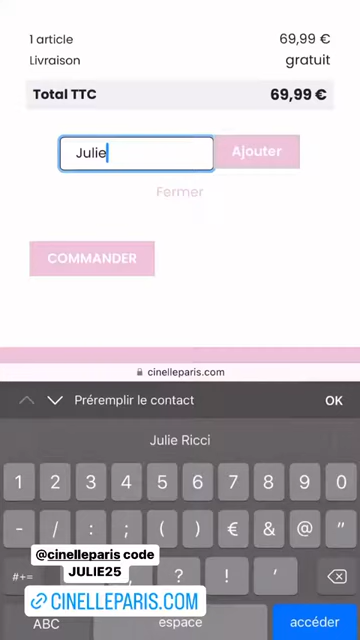 1 article 69,99 €
Livraison gratuit
Total TTC 69,99 €
Julie Ajouter
Fermer
COMMANDER
cinelleparis.com
Préremplir le contact OK
Julie Ricci
1 2 3 4 5 6 7 8 9 0
- / : ; ( ) € & @ "
@cinelleparis code
JULIE25
#+= , ? ! '
CINELLEPARIS.COM
ABC espace accéder